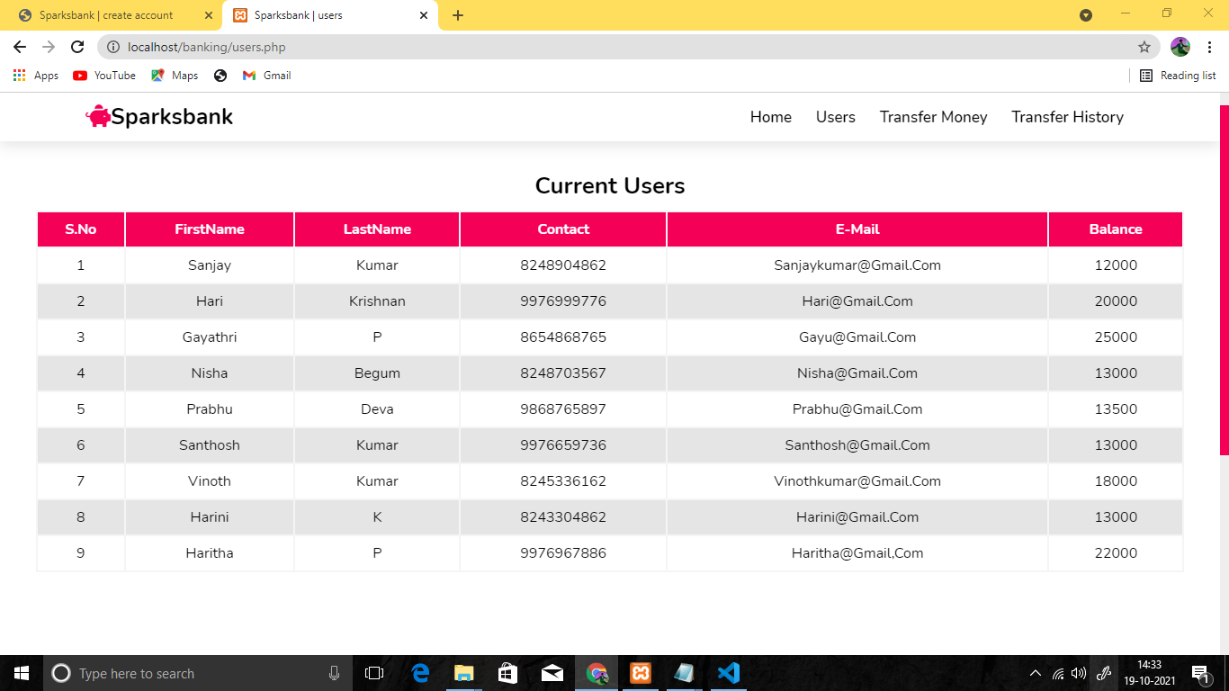 Sparksbank | create account
Sparksbank | users
localhost/banking/users.php
Apps YouTube Maps Gmail Reading list
Sparksbank Home Users Transfer Money Transfer History
Current Users
S.No FirstName LastName Contact E-Mail Balance
1 Sanjay Kumar 8248904862 Sanjaykumar@Gmail.Com 12000
2 Hari Krishnan 9976999776 Hari@Gmail.Com 20000
3 Gayathri P 8654868765 Gayu@Gmail.Com 25000
4 Nisha Begum 8248703567 Nisha@Gmail.Com 13000
5 Prabhu Deva 9868765897 Prabhu@Gmail.Com 13500
6 Santhosh Kumar 9976659736 Santhosh@Gmail.Com 13000
7 Vinoth Kumar 8245336162 Vinothkumar@Gmail.Com 18000
8 Harini K 8243304862 Harini@Gmail.Com 13000
9 Haritha P 9976967886 Haritha@Gmail,Com 22000
Type here to search
14:33
19-10-2021
1